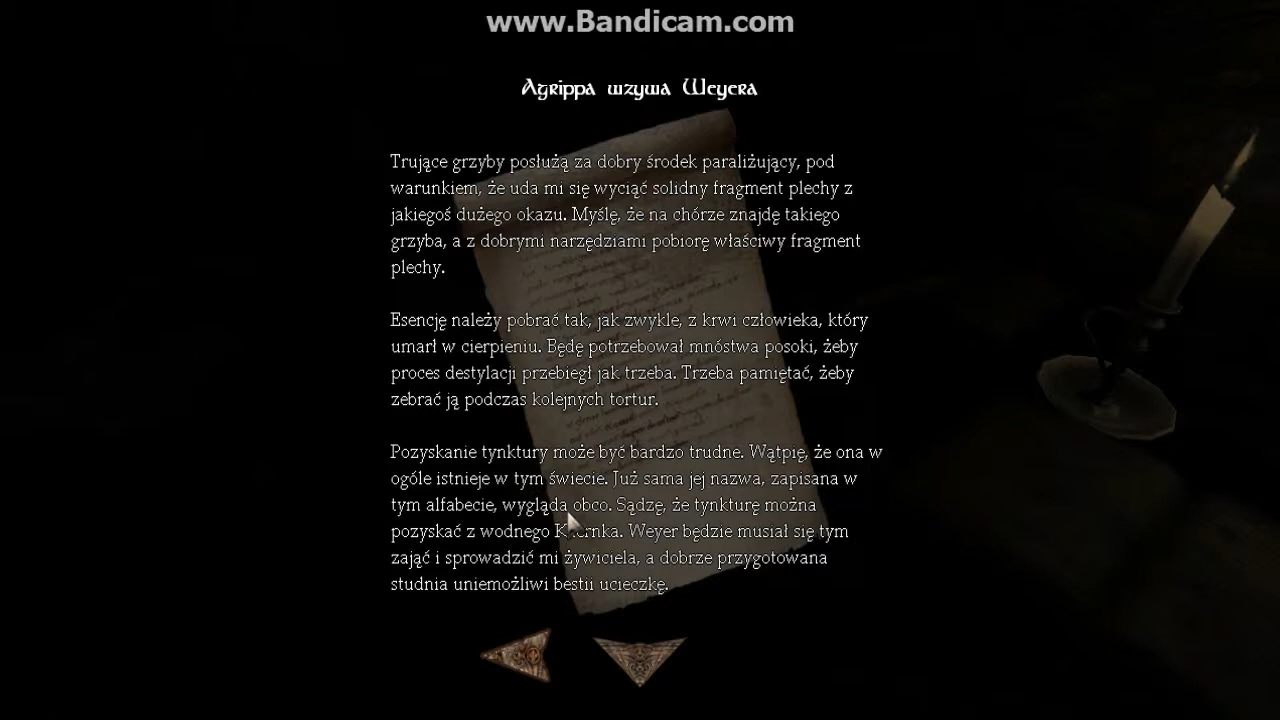 www.Bandicam.com
Agrippa wzywa Weyera
Trujące grzyby posłużą za dobry środek paraliżujący, pod
warunkiem, że uda mi się wyciąć solidny fragment plechy z
jakiegoś dużego okazu. Myślę, że na chórze znajdę takiego
grzyba, a z dobrymi narzędziami pobiorę właściwy fragment
plechy.
Esencję należy pobrać tak, jak zwykle, z krwi człowieka, który
umarł w cierpieniu. Będę potrzebował mnóstwa posoki, żeby
proces destylacji przebiegł jak trzeba. Trzeba pamiętać, żeby
zebrać ją podczas kolejnych tortur.
Pozyskanie tynktury może być bardzo trudne. Wątpię, że ona w
ogóle istnieje w tym świecie. Już sama jej nazwa, zapisana w
tym alfabecie, wygląda obco. Sądzę, że tynkturę można
pozyskać z wodnego Weyer będzie musiał się tym
zająć i sprowadzić mi żywiciela, a dobrze przygotowana
studnia uniemożliwi bestii ucieczkę.